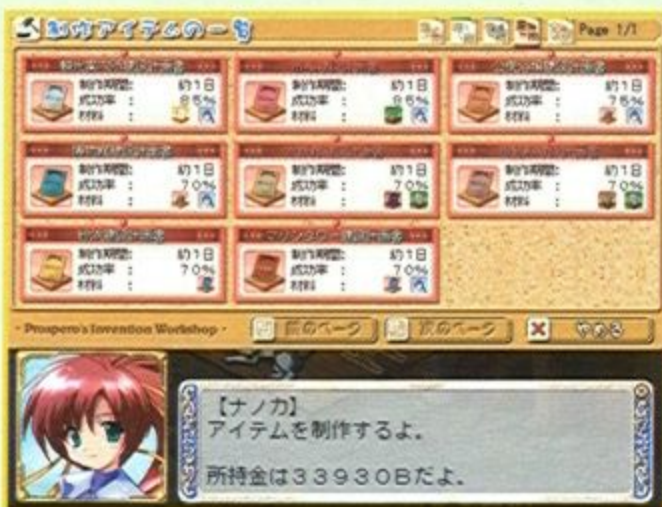 制作アイテムの一覧
Page 1/1
制作期間: 約1日
成功率 : 85%
材料 :
制作期間: 約1日
成功率 : 85%
材料 :
制作期間: 約1日
成功率 : 75%
材料 :
制作期間: 約1日
成功率 : 70%
材料 :
制作期間: 約1日
成功率 : 70%
材料 :
制作期間: 約1日
成功率 : 70%
材料 :
制作期間: 約1日
成功率 : 70%
材料 :
制作期間: 約1日
成功率 : 70%
材料 :
- Prospero's Invention Workshop -
前のページ
次のページ
やめる
【ナノカ】
アイテムを制作するよ。
所持金は33930Bだよ。